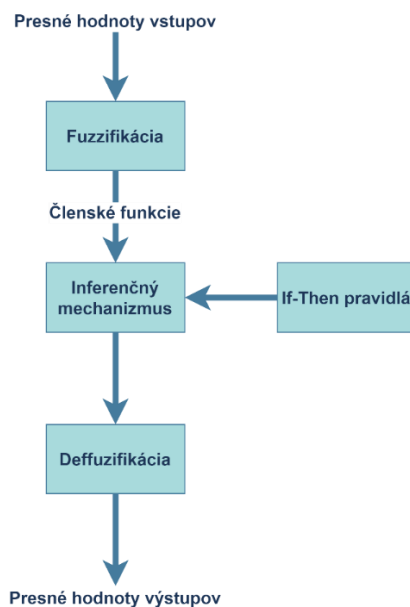 Presné hodnoty vstupov
Fuzzifikácia
Členské funkcie
Inferenčný
mechanizmus
If-Then pravidlá
Deffuzifikácia
Presné hodnoty výstupov